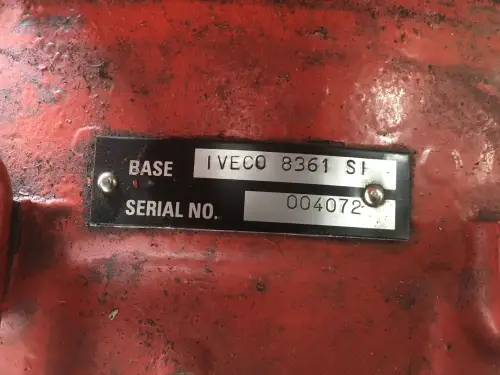 BASE IVECO 8361 SI
SERIAL NO. 004072